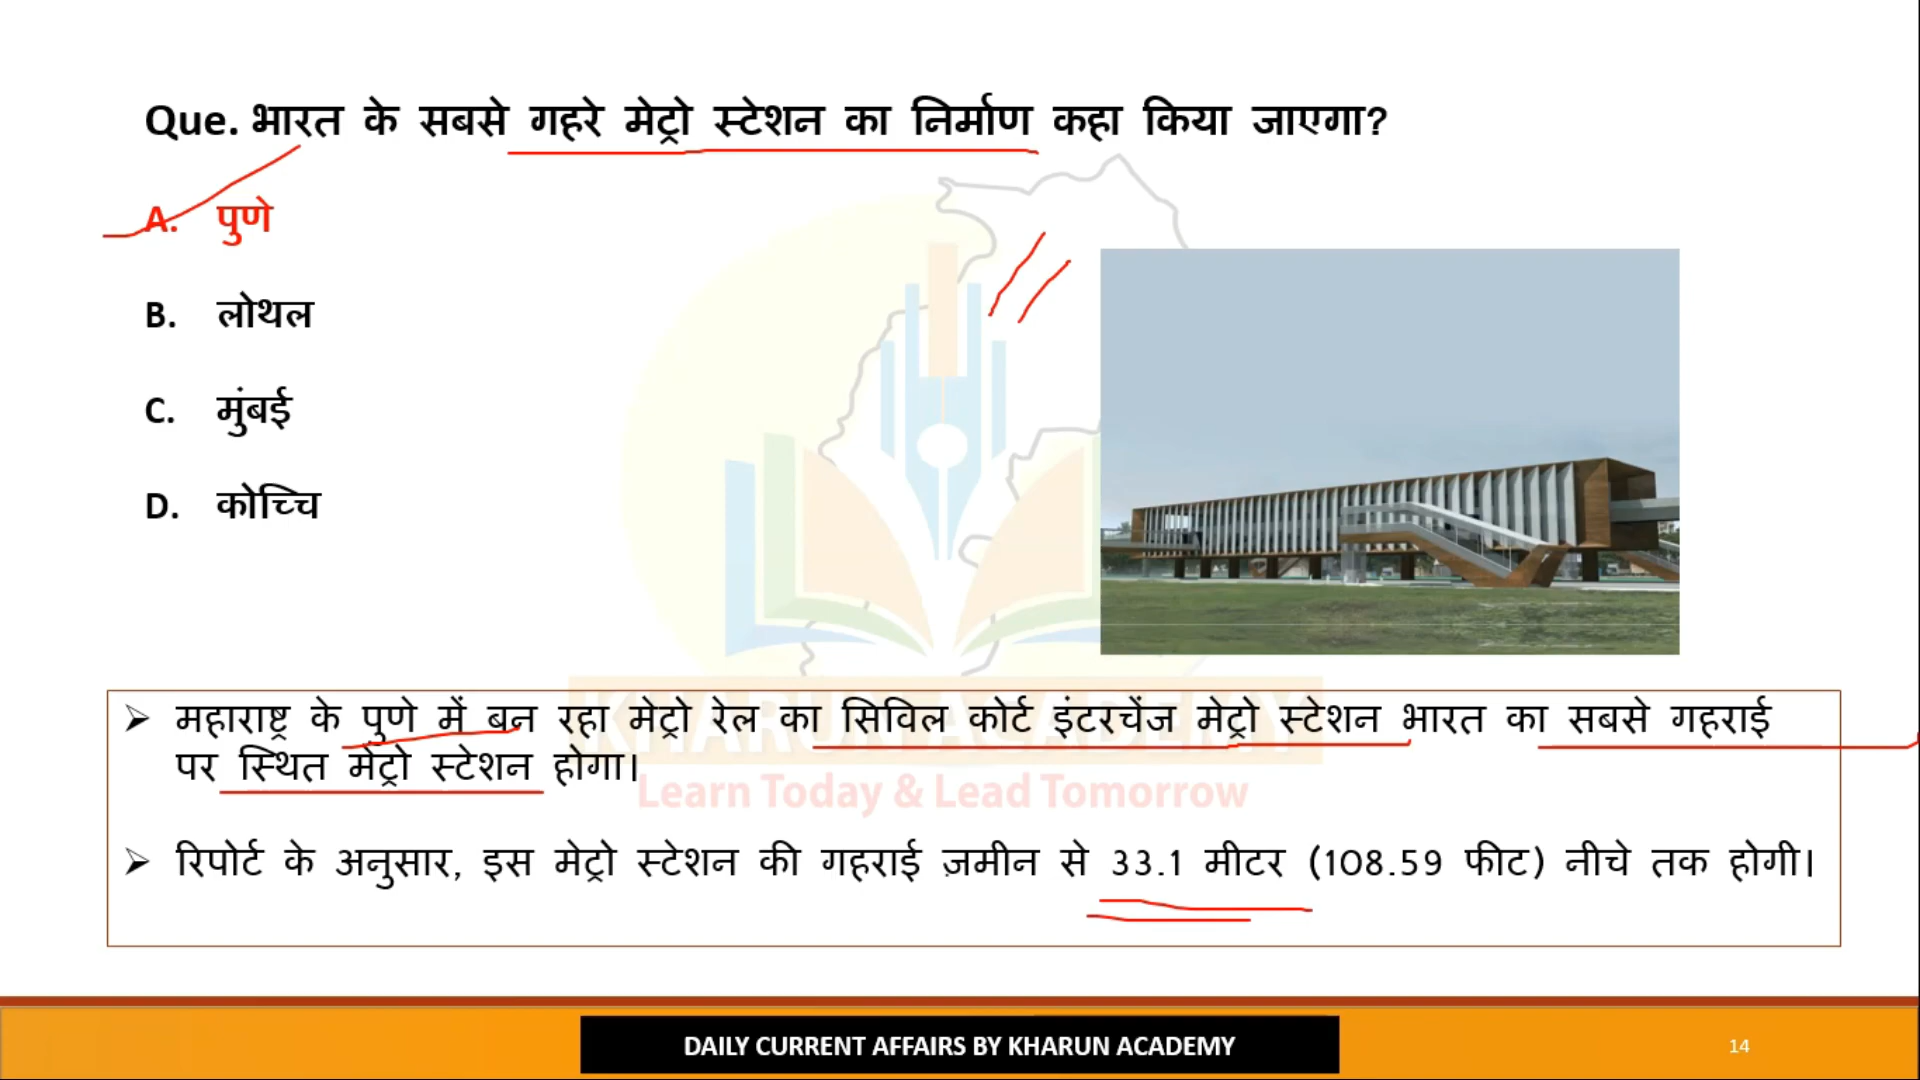 Que. भारत के सबसे गहरे मेट्रो स्टेशन का निर्माण कहा किया जाएगा?
A. पुणे
B. लोथल
C. मुंबई
D. कोच्चि
➢ महाराष्ट्र के पुणे में बन रहा मेट्रो रेल का सिविल कोर्ट इंटरचेंज मेट्रो स्टेशन भारत का सबसे गहराई
पर स्थित मेट्रो स्टेशन होगा।
KHARUN ACADEMY
Learn Today & Lead Tomorrow
➢ रिपोर्ट के अनुसार, इस मेट्रो स्टेशन की गहराई ज़मीन से 33.1 मीटर (108.59 फीट) नीचे तक होगी।
DAILY CURRENT AFFAIRS BY KHARUN ACADEMY
14